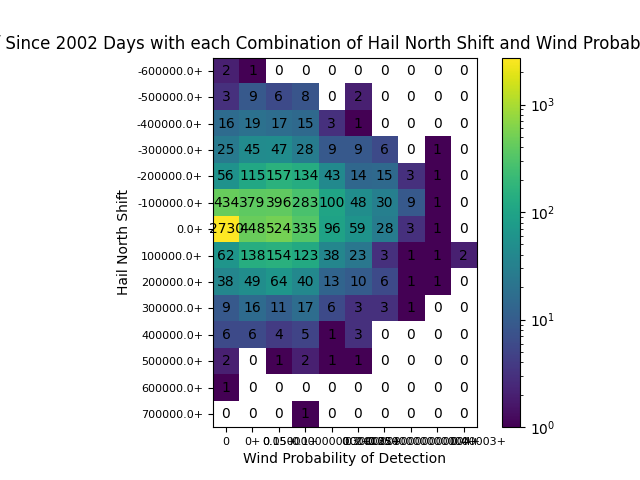 Since 2002 Days with each Combination of Hail North Shift and Wind Probab
Hail North Shift
-600000.0+ 2 1 0 0 0 0 0 0 0 0
-500000.0+ 3 9 6 8 0 2 0 0 0 0
-400000.0+ 16 19 17 15 3 1 0 0 0 0
-300000.0+ 25 45 47 28 9 9 6 0 1 0
-200000.0+ 56 115 157 134 43 14 15 3 1 0
-100000.0+ 434 379 396 283 100 48 30 9 1 0
0.0+ 2730 448 524 335 96 59 28 3 1 0
100000.0+ 62 138 154 123 38 23 3 1 1 2
200000.0+ 38 49 64 40 13 10 6 1 1 0
300000.0+ 9 16 11 17 6 3 3 1 0 0
400000.0+ 6 6 4 5 1 3 0 0 0 0
500000.0+ 2 0 1 2 1 1 0 0 0 0
600000.0+ 1 0 0 0 0 0 0 0 0 0
700000.0+ 0 0 0 1 0 0 0 0 0 0
0 0+
Wind Probability of Detection
10³
10²
10¹
10⁰